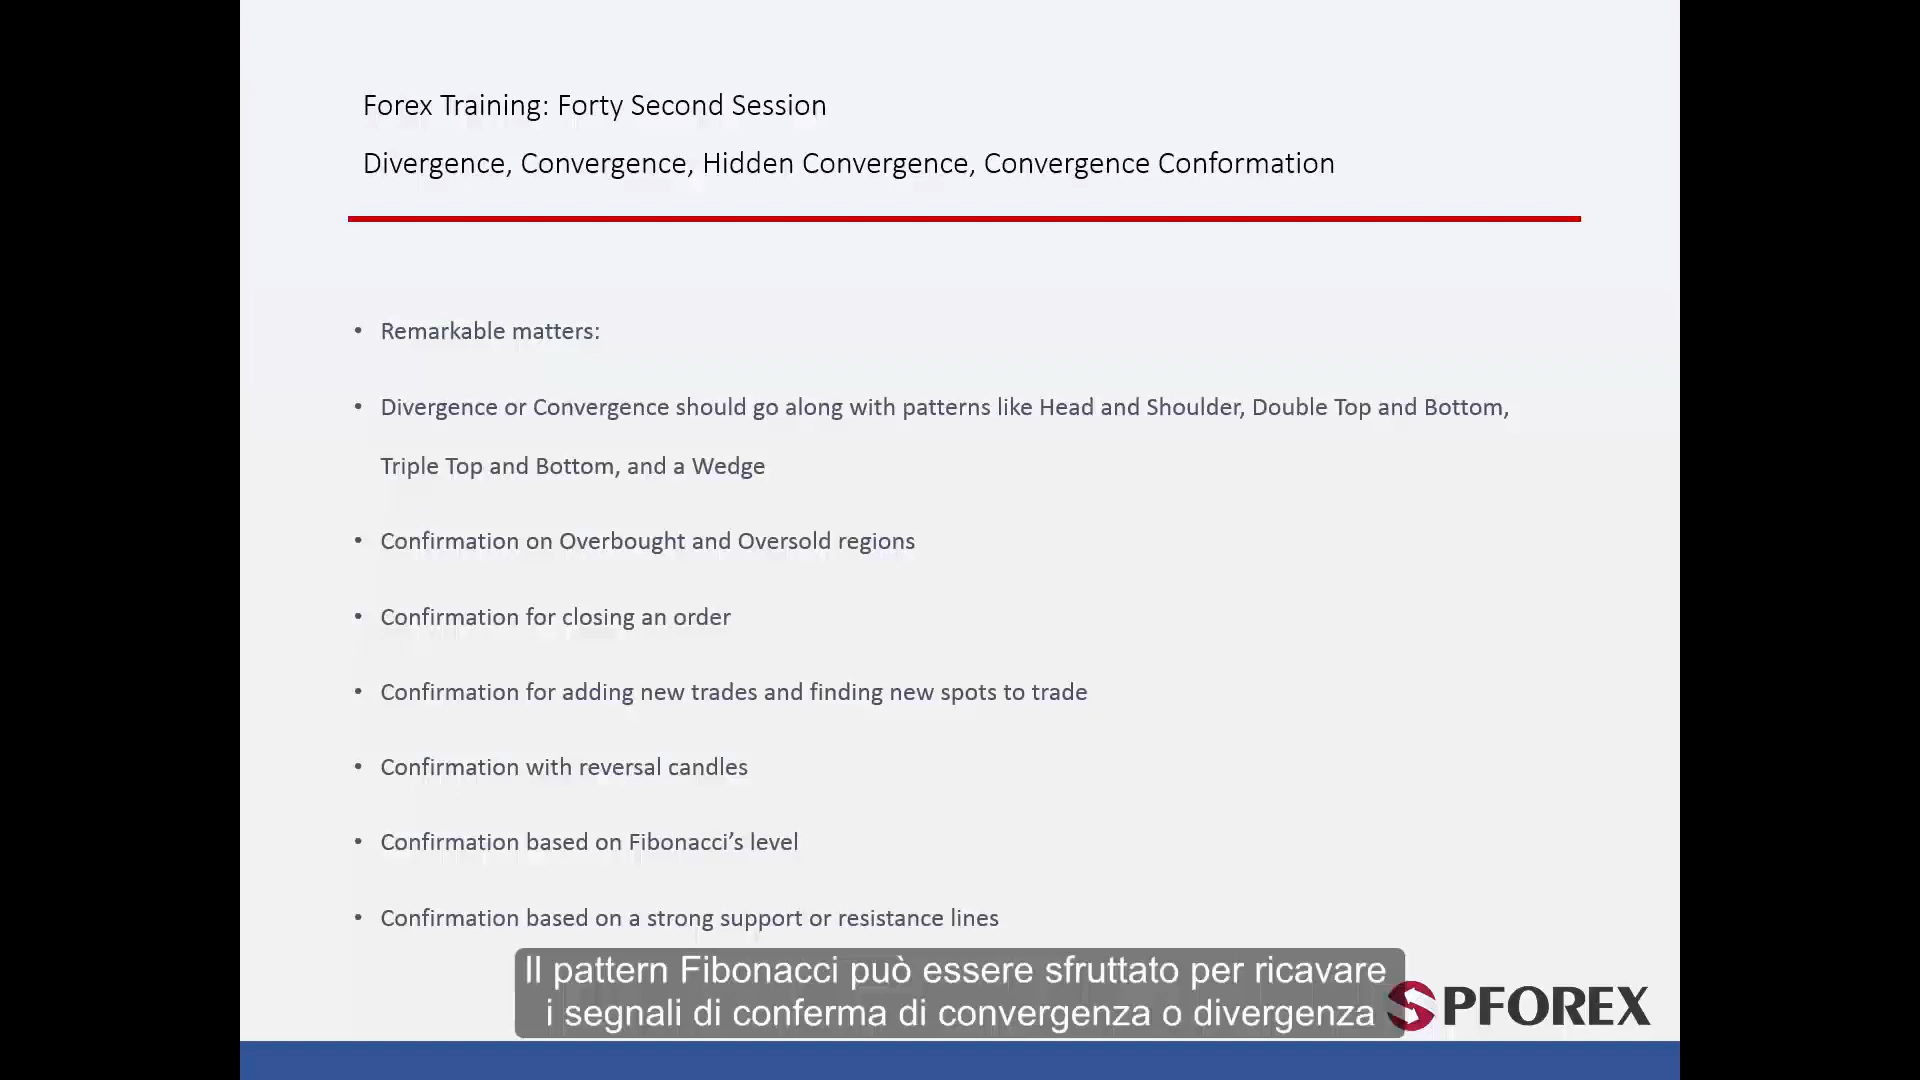 Forex Training: Forty Second Session
Divergence, Convergence, Hidden Convergence, Convergence Conformation
• Remarkable matters:
• Divergence or Convergence should go along with patterns like Head and Shoulder, Double Top and Bottom,
Triple Top and Bottom, and a Wedge
• Confirmation on Overbought and Oversold regions
• Confirmation for closing an order
• Confirmation for adding new trades and finding new spots to trade
• Confirmation with reversal candles
• Confirmation based on Fibonacci’s level
• Confirmation based on a strong support or resistance lines
Il pattern Fibonacci può essere sfruttato per ricavare
i segnali di conferma di convergenza o divergenza
PFOREX